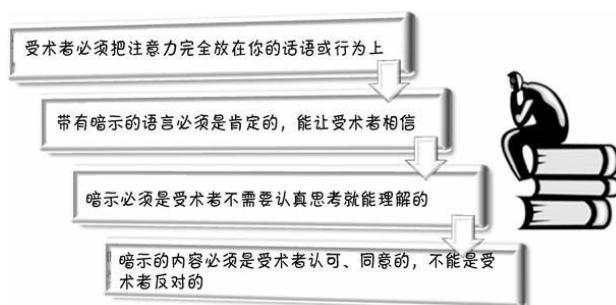 受术者必须把注意力完全放在你的话语或行为上
带有暗示的语言必须是肯定的，能让受术者相信
暗示必须是受术者不需要认真思考就能理解的
暗示的内容必须是受术者认可、同意的，不能是受
术者反对的